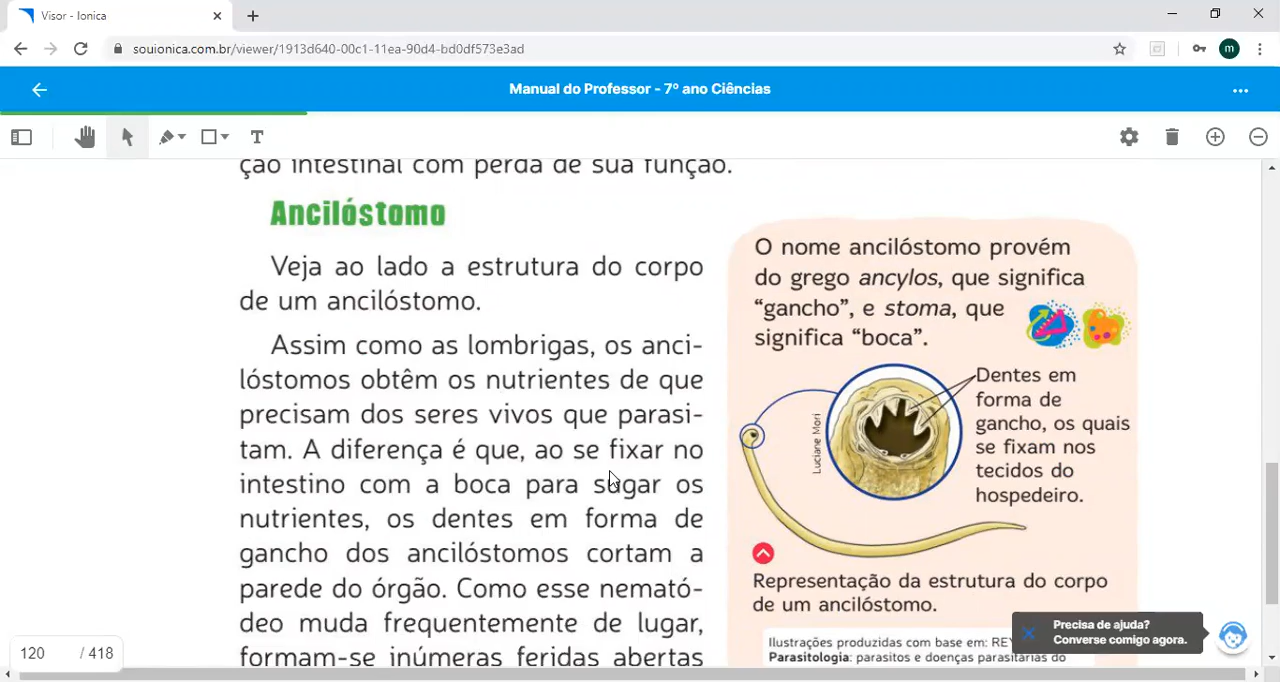 Visor - Ionica
souionica.com.br/viewer/1913d640-00c1-11ea-90d4-bd0df573e3ad
m
Manual do Professor - 7º ano Ciências
T
ção intestinal com perda de sua função.
Ancilóstomo
Veja ao lado a estrutura do corpo
de um ancilóstomo.
Assim como as lombrigas, os anci-
lóstomos obtêm os nutrientes de que
precisam dos seres vivos que parasi-
tam. A diferença é que, ao se fixar no
intestino com a boca para sugar os
nutrientes, os dentes em forma de
gancho dos ancilóstomos cortam a
parede do órgão. Como esse nemató-
deo muda frequentemente de lugar,
formam-se inúmeras feridas abertas
O nome ancilóstomo provém
do grego ancylos, que significa
“gancho”, e stoma, que
significa “boca”.
Dentes em
forma de
gancho, os quais
se fixam nos
tecidos do
hospedeiro.
Luciane Mori
Representação da estrutura do corpo
de um ancilóstomo.
Ilustrações produzidas com base em: REY
Parasitologia: parasitos e doenças parasitárias do
Precisa de ajuda?
Converse comigo agora.
120 / 418